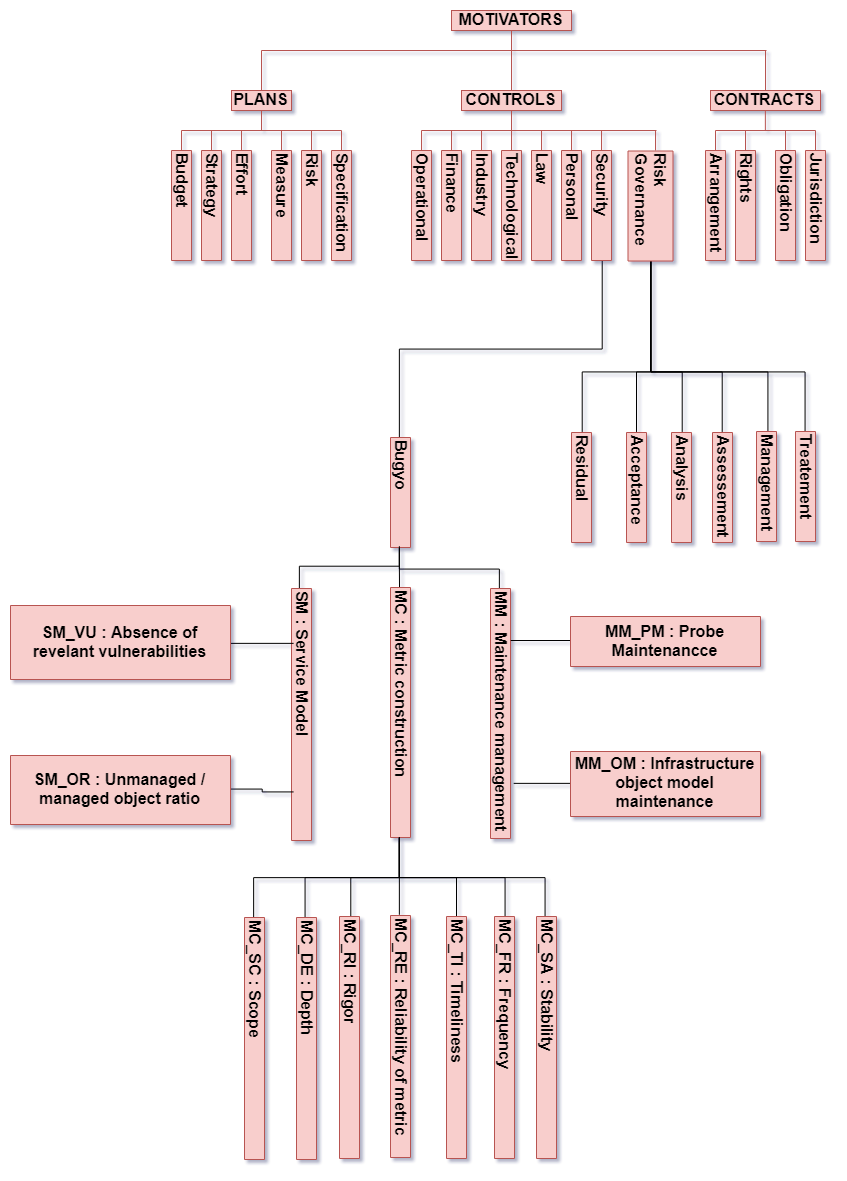 MOTIVATORS
PLANS
CONTROLS
CONTRACTS
Budget
Strategy
Effort
Measure
Risk
Specification
Operational
Finance
Industry
Technological
Law
Personal
Security
Risk
Governance
Arrangement
Rights
Obligation
Jurisdiction
Bugyo
Residual
Acceptance
Analysis
Assessement
Management
Treatement
SM_VU : Absence of
revelant vulnerabilities
SM_OR : Unmanaged /
managed object ratio
SM : Service Model
MC : Metric construction
MM : Maintenance management
MM_PM : Probe
Maintenancce
MM_OM : Infrastructure
object model
maintenance
MC_SC : Scope
MC_DE : Depth
MC_RI : Rigor
MC_RE : Reliability of metric
MC_TI : Timeliness
MC_FR : Frequency
MC_SA : Stability